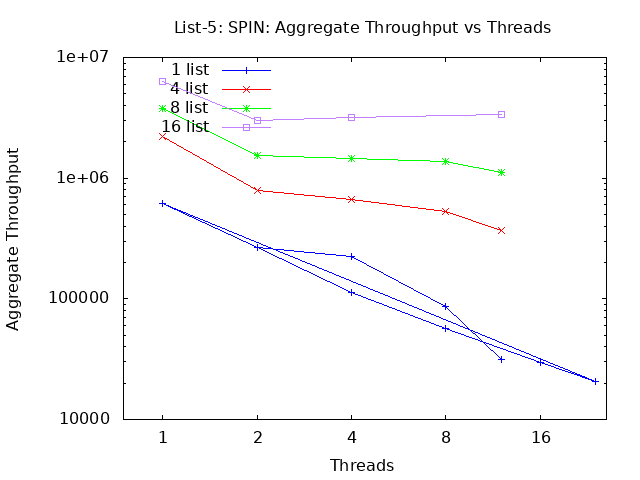 List-5: SPIN: Aggregate Throughput vs Threads
1e+07
1e+06
100000
10000
Aggregate Throughput
1 list
4 list
8 list
16 list
1 2 4 8 16
Threads